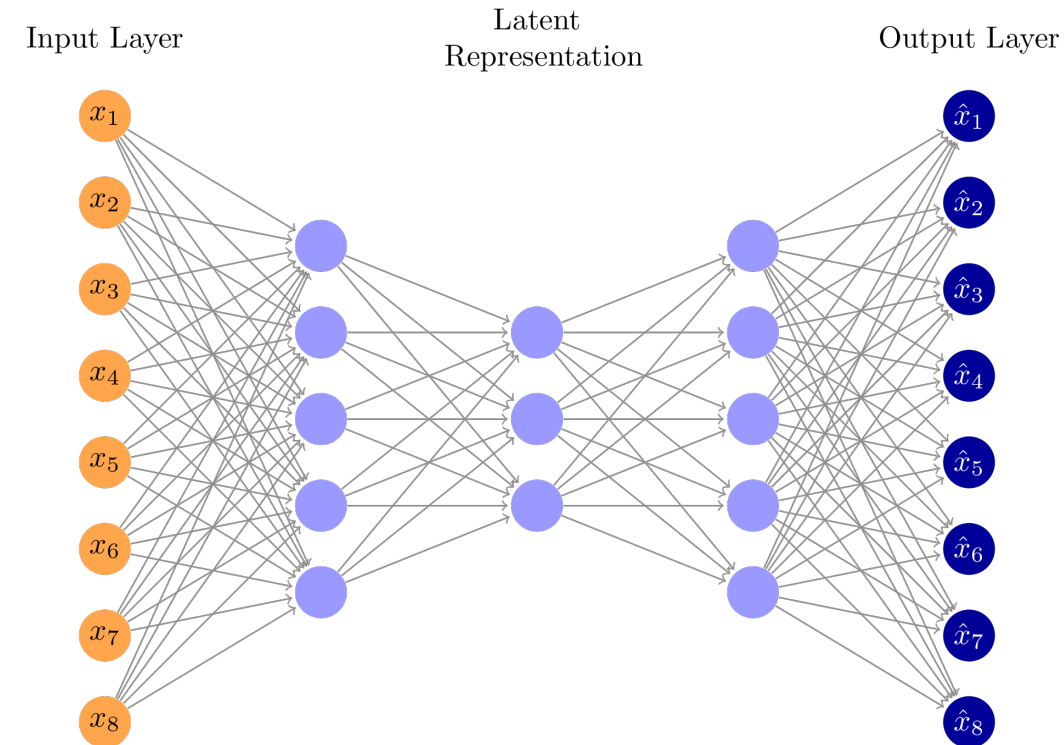 Input Layer
Latent
Representation
Output Layer
x₁
x̂₁
x₂
x̂₂
x₃
x̂₃
x₄
x̂₄
x₅
x̂₅
x₆
x̂₆
x₇
x̂₇
x₈
x̂₈